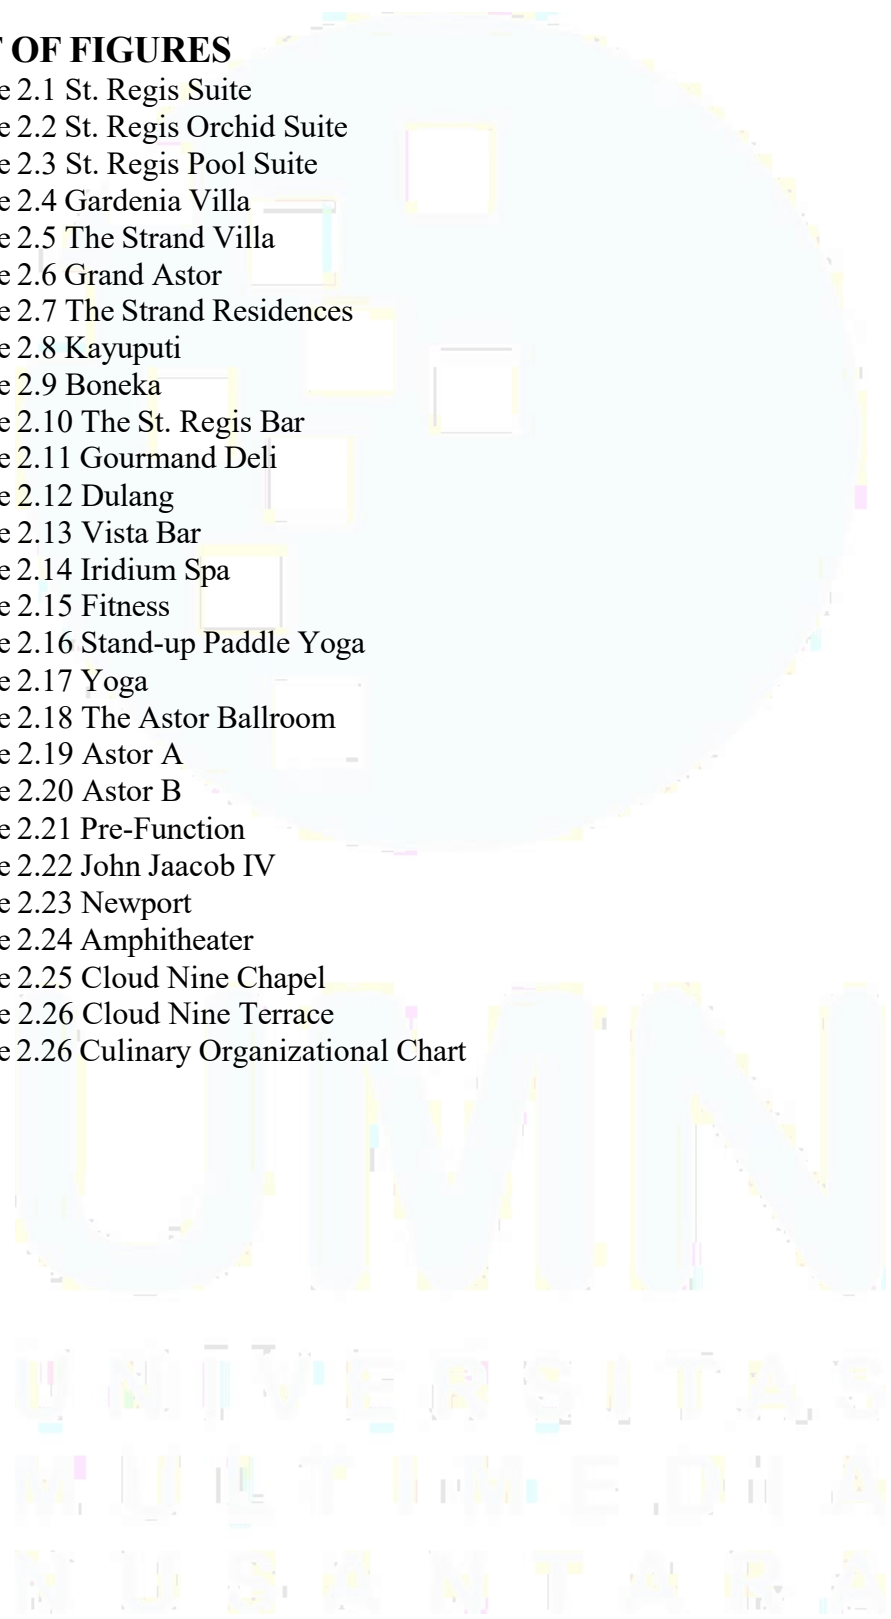 T OF FIGURES
e 2.1 St. Regis Suite
e 2.2 St. Regis Orchid Suite
e 2.3 St. Regis Pool Suite
e 2.4 Gardenia Villa
e 2.5 The Strand Villa
e 2.6 Grand Astor
e 2.7 The Strand Residences
e 2.8 Kayuputi
e 2.9 Boneka
e 2.10 The St. Regis Bar
e 2.11 Gourmand Deli
e 2.12 Dulang
e 2.13 Vista Bar
e 2.14 Iridium Spa
e 2.15 Fitness
e 2.16 Stand-up Paddle Yoga
e 2.17 Yoga
e 2.18 The Astor Ballroom
e 2.19 Astor A
e 2.20 Astor B
e 2.21 Pre-Function
e 2.22 John Jaacob IV
e 2.23 Newport
e 2.24 Amphitheater
e 2.25 Cloud Nine Chapel
e 2.26 Cloud Nine Terrace
e 2.26 Culinary Organizational Chart
UMN
UNIVERSITAS
MULTIMEDIA
NUSANTARA